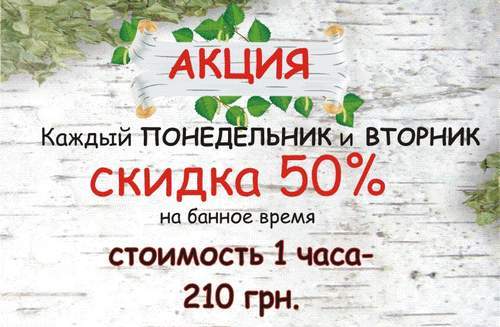 АКЦИЯ
Каждый ПОНЕДЕЛЬНИК и ВТОРНИК
скидка 50%
на банное время
стоимость 1 часа-
210 грн.